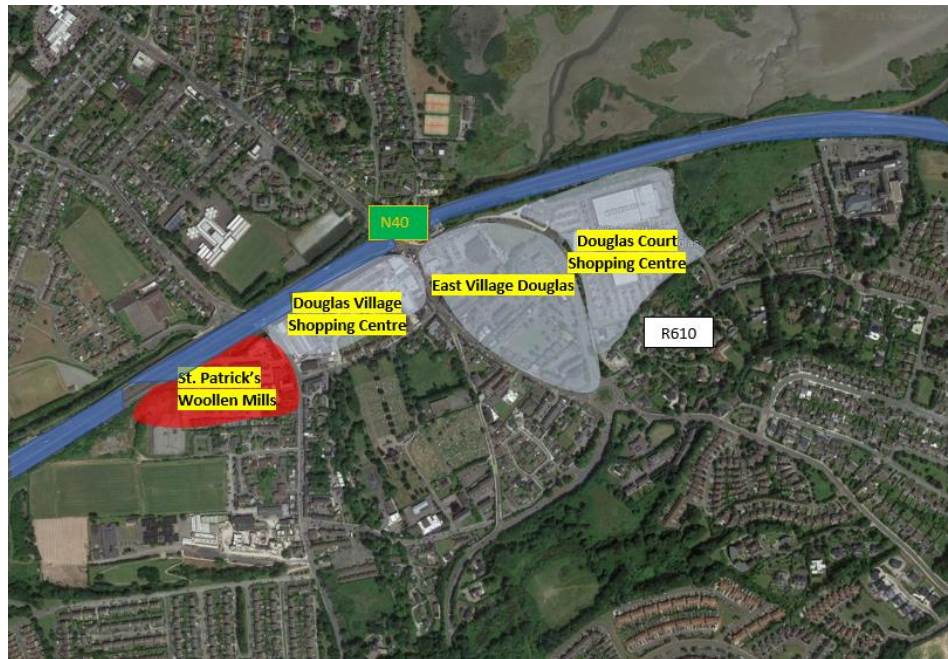 N40
Douglas Court
Shopping Centre
East Village Douglas
Douglas Village
Shopping Centre
R610
St. Patrick's
Woollen Mills